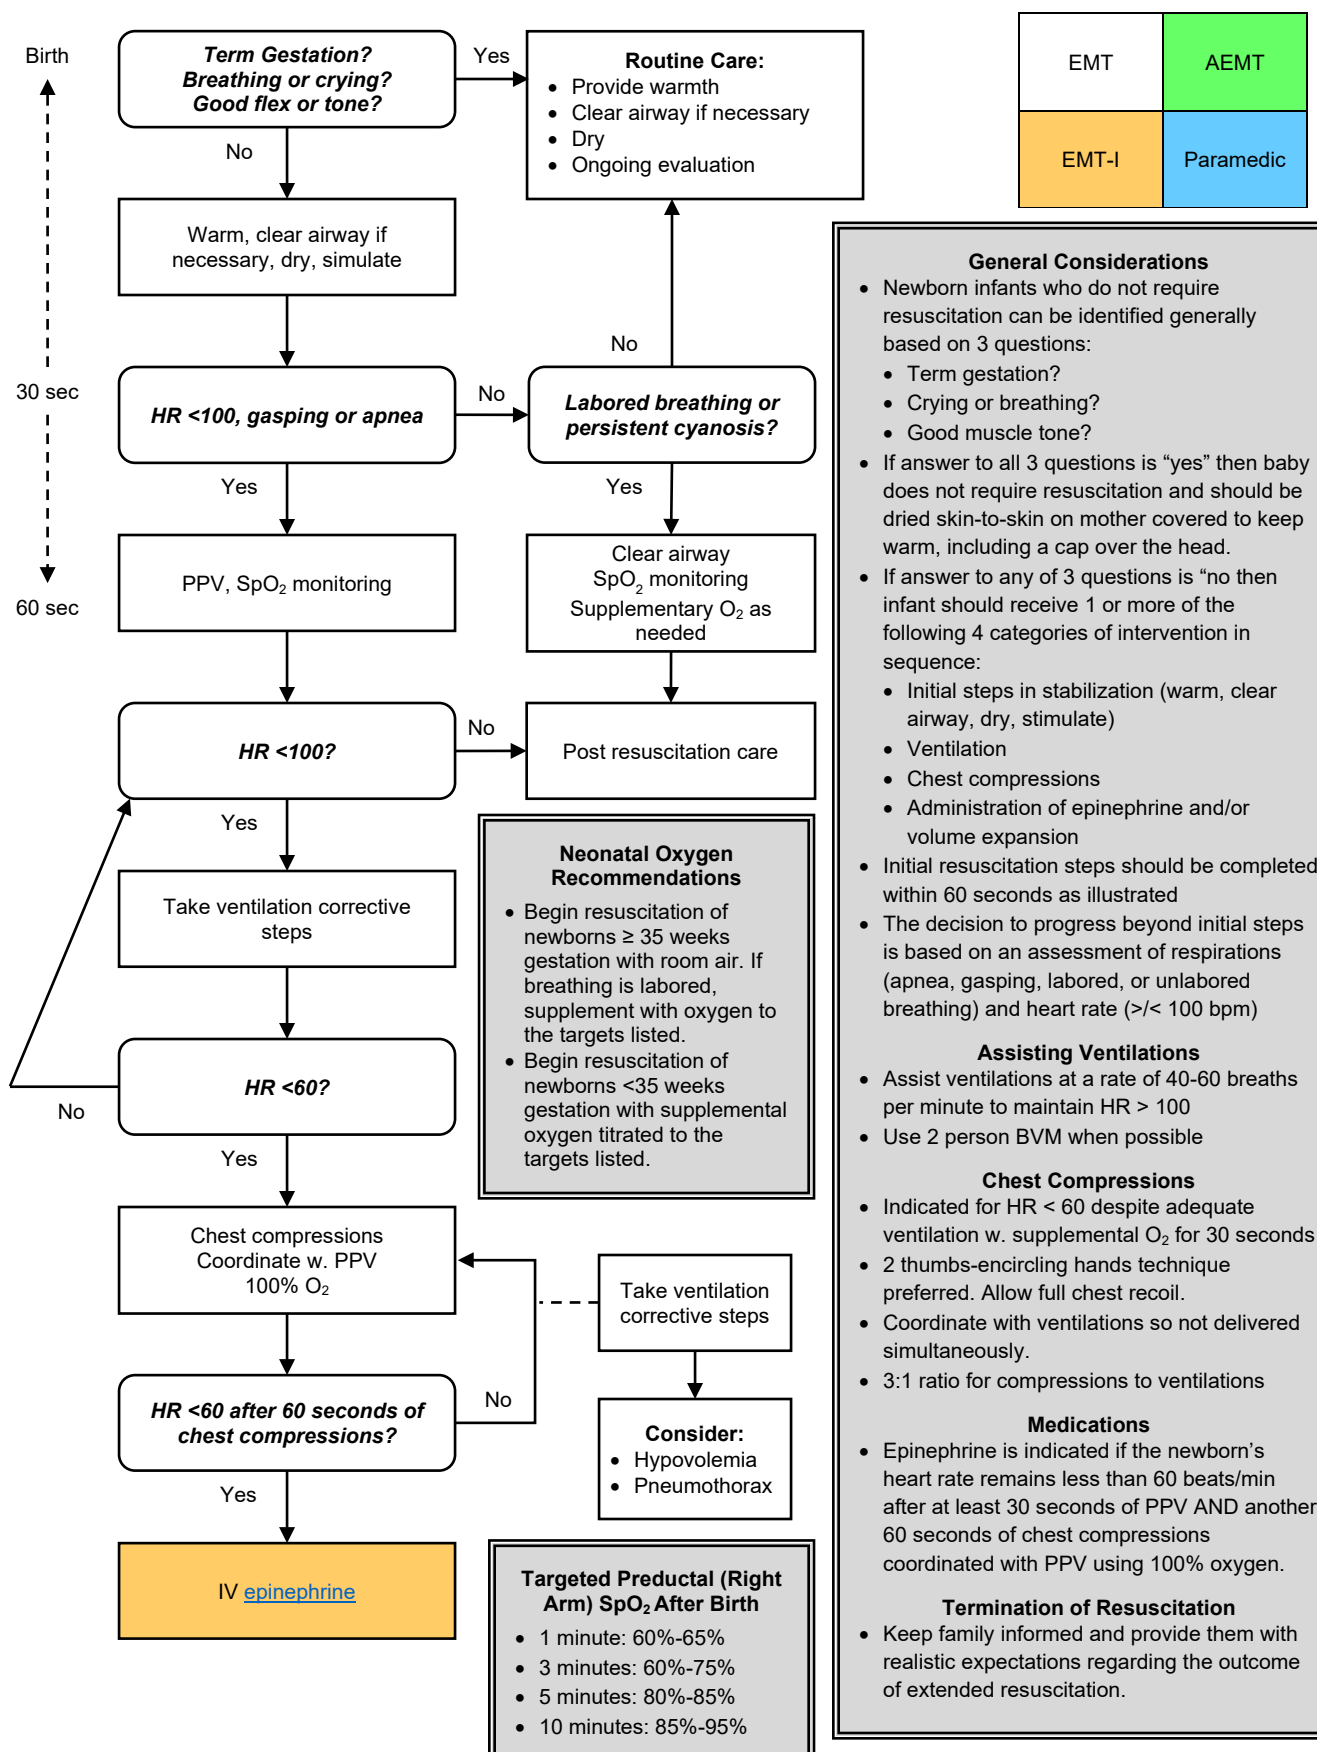 Birth
30 sec
60 sec
Term Gestation?
Breathing or crying?
Good flex or tone?
Yes
Routine Care:
• Provide warmth
• Clear airway if necessary
• Dry
• Ongoing evaluation
No
Warm, clear airway if
necessary, dry, simulate
HR <100, gasping or apnea
No
Labored breathing or
persistent cyanosis?
No
Yes
Yes
PPV, SpO₂ monitoring
Clear airway
SpO₂ monitoring
Supplementary O₂ as
needed
HR <100?
No
Post resuscitation care
Yes
Take ventilation corrective
steps
HR <60?
No
Yes
Chest compressions
Coordinate w. PPV
100% O₂
Take ventilation
corrective steps
HR <60 after 60 seconds of
chest compressions?
No
Consider:
• Hypovolemia
• Pneumothorax
Yes
IV epinephrine
Neonatal Oxygen
Recommendations
• Begin resuscitation of
newborns ≥ 35 weeks
gestation with room air. If
breathing is labored,
supplement with oxygen to
the targets listed.
• Begin resuscitation of
newborns <35 weeks
gestation with supplemental
oxygen titrated to the
targets listed.
Targeted Preductal (Right
Arm) SpO₂ After Birth
• 1 minute: 60%-65%
• 3 minutes: 60%-75%
• 5 minutes: 80%-85%
• 10 minutes: 85%-95%
EMT
AEMT
EMT-I
Paramedic
General Considerations
• Newborn infants who do not require
resuscitation can be identified generally
based on 3 questions:
• Term gestation?
• Crying or breathing?
• Good muscle tone?
• If answer to all 3 questions is “yes” then baby
does not require resuscitation and should be
dried skin-to-skin on mother covered to keep
warm, including a cap over the head.
• If answer to any of 3 questions is “no then
infant should receive 1 or more of the
following 4 categories of intervention in
sequence:
• Initial steps in stabilization (warm, clear
airway, dry, stimulate)
• Ventilation
• Chest compressions
• Administration of epinephrine and/or
volume expansion
• Initial resuscitation steps should be completed
within 60 seconds as illustrated
• The decision to progress beyond initial steps
is based on an assessment of respirations
(apnea, gasping, labored, or unlabored
breathing) and heart rate (>/< 100 bpm)
Assisting Ventilations
• Assist ventilations at a rate of 40-60 breaths
per minute to maintain HR > 100
• Use 2 person BVM when possible
Chest Compressions
• Indicated for HR < 60 despite adequate
ventilation w. supplemental O₂ for 30 seconds
• 2 thumbs-encircling hands technique
preferred. Allow full chest recoil.
• Coordinate with ventilations so not delivered
simultaneously.
• 3:1 ratio for compressions to ventilations
Medications
• Epinephrine is indicated if the newborn’s
heart rate remains less than 60 beats/min
after at least 30 seconds of PPV AND another
60 seconds of chest compressions
coordinated with PPV using 100% oxygen.
Termination of Resuscitation
• Keep family informed and provide them with
realistic expectations regarding the outcome
of extended resuscitation.